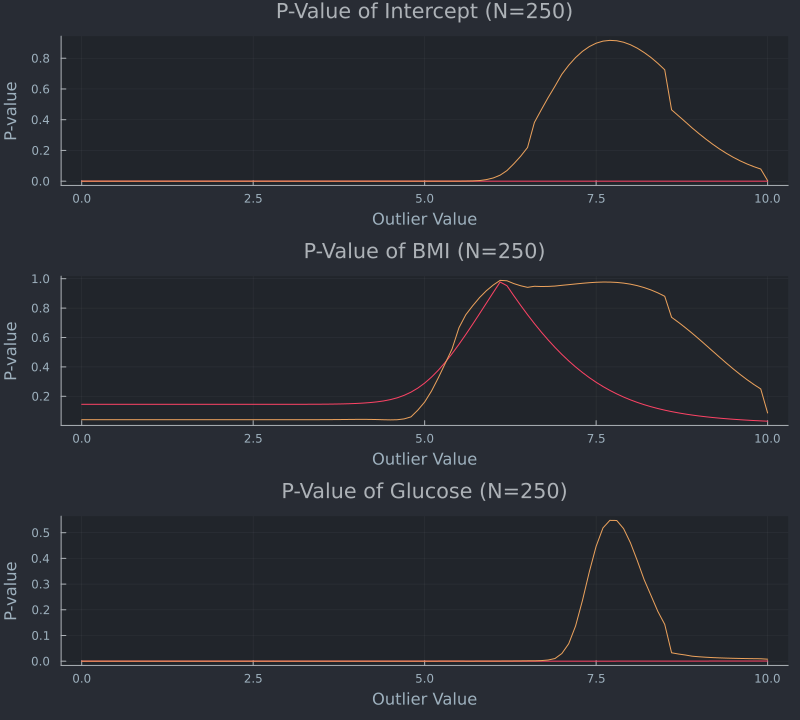 P-Value of Intercept (N=250)
P-value
0.8
0.6
0.4
0.2
0.0
0.0 2.5 5.0 7.5 10.0
Outlier Value
P-Value of BMI (N=250)
P-value
1.0
0.8
0.6
0.4
0.2
0.0 2.5 5.0 7.5 10.0
Outlier Value
P-Value of Glucose (N=250)
P-value
0.5
0.4
0.3
0.2
0.1
0.0
0.0 2.5 5.0 7.5 10.0
Outlier Value